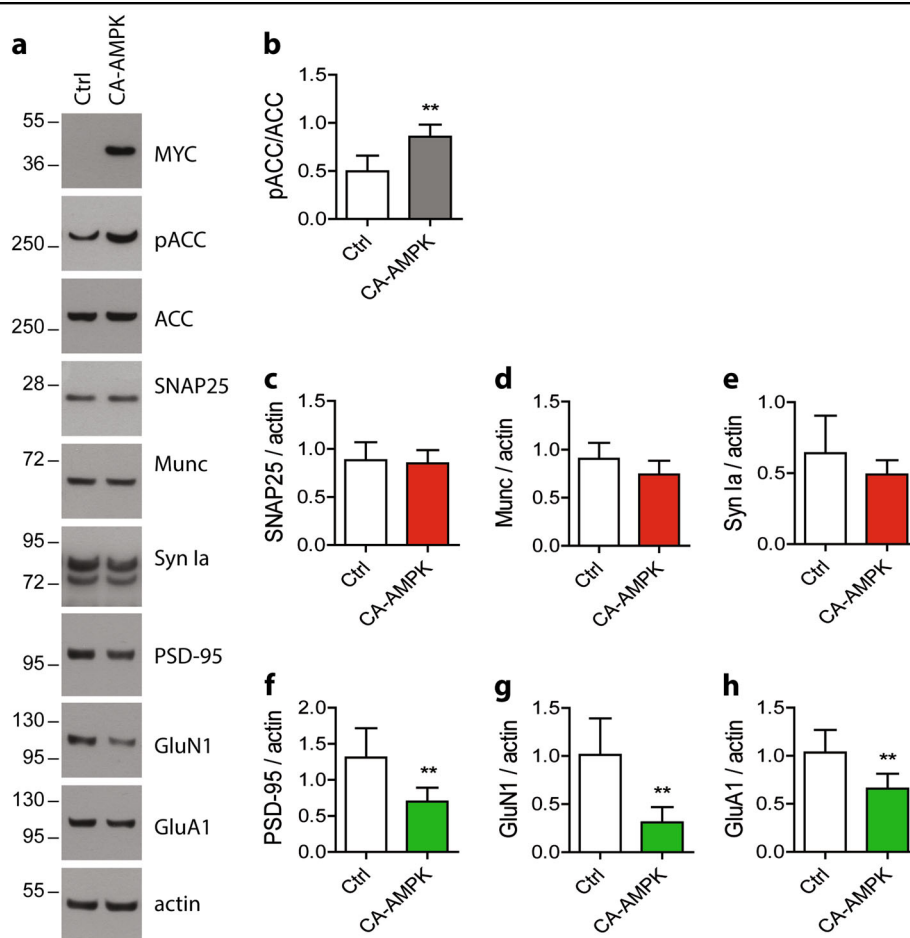 a
Ctrl
CA-AMPK
55
36
MYC
250
pACC
250
ACC
28
SNAP25
72
Munc
95
72
Syn Ia
95
PSD-95
130
95
GluN1
130
95
GluA1
55
actin
b
pACC/ACC
1.5
1.0
0.5
0.0
**
Ctrl
CA-AMPK
c
SNAP25 / actin
1.5
1.0
0.5
0.0
Ctrl
CA-AMPK
d
Munc / actin
1.5
1.0
0.5
0.0
Ctrl
CA-AMPK
e
Syn Ia / actin
1.0
0.5
0.0
Ctrl
CA-AMPK
f
PSD-95 / actin
2.0
1.5
1.0
0.5
0.0
**
Ctrl
CA-AMPK
g
GluN1 / actin
1.5
1.0
0.5
0.0
**
Ctrl
CA-AMPK
h
GluA1 / actin
1.5
1.0
0.5
0.0
**
Ctrl
CA-AMPK